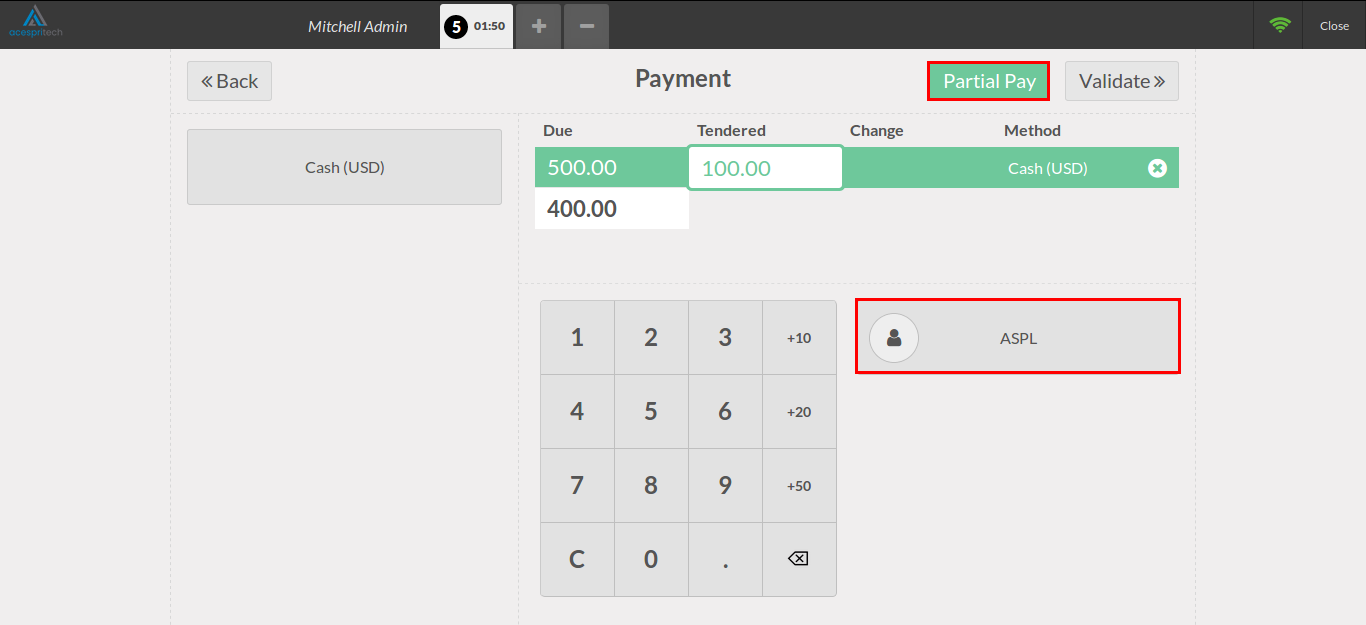 acespritech
Mitchell Admin
5 01:50
Close
Back
Payment
Partial Pay
Validate
Cash (USD)
Due Tendered Change Method
500.00 100.00 Cash (USD)
400.00
1 2 3 +10
4 5 6 +20
7 8 9 +50
C 0 .
ASPL